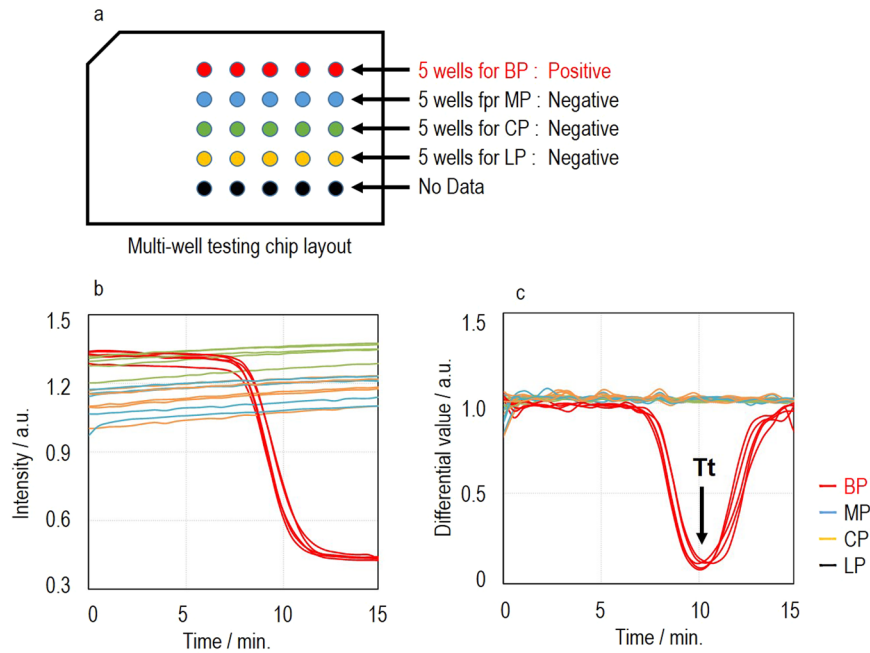 a
5 wells for BP : Positive
5 wells fpr MP : Negative
5 wells for CP : Negative
5 wells for LP : Negative
No Data
Multi-well testing chip layout
b
1.5
1.2
0.9
0.6
0.3
Intensity / a.u.
0 5 10 15
Time / min.
c
1.5
1.0
0.5
0
Differential value / a.u.
Tt
0 5 10 15
Time / min.
BP
MP
CP
LP